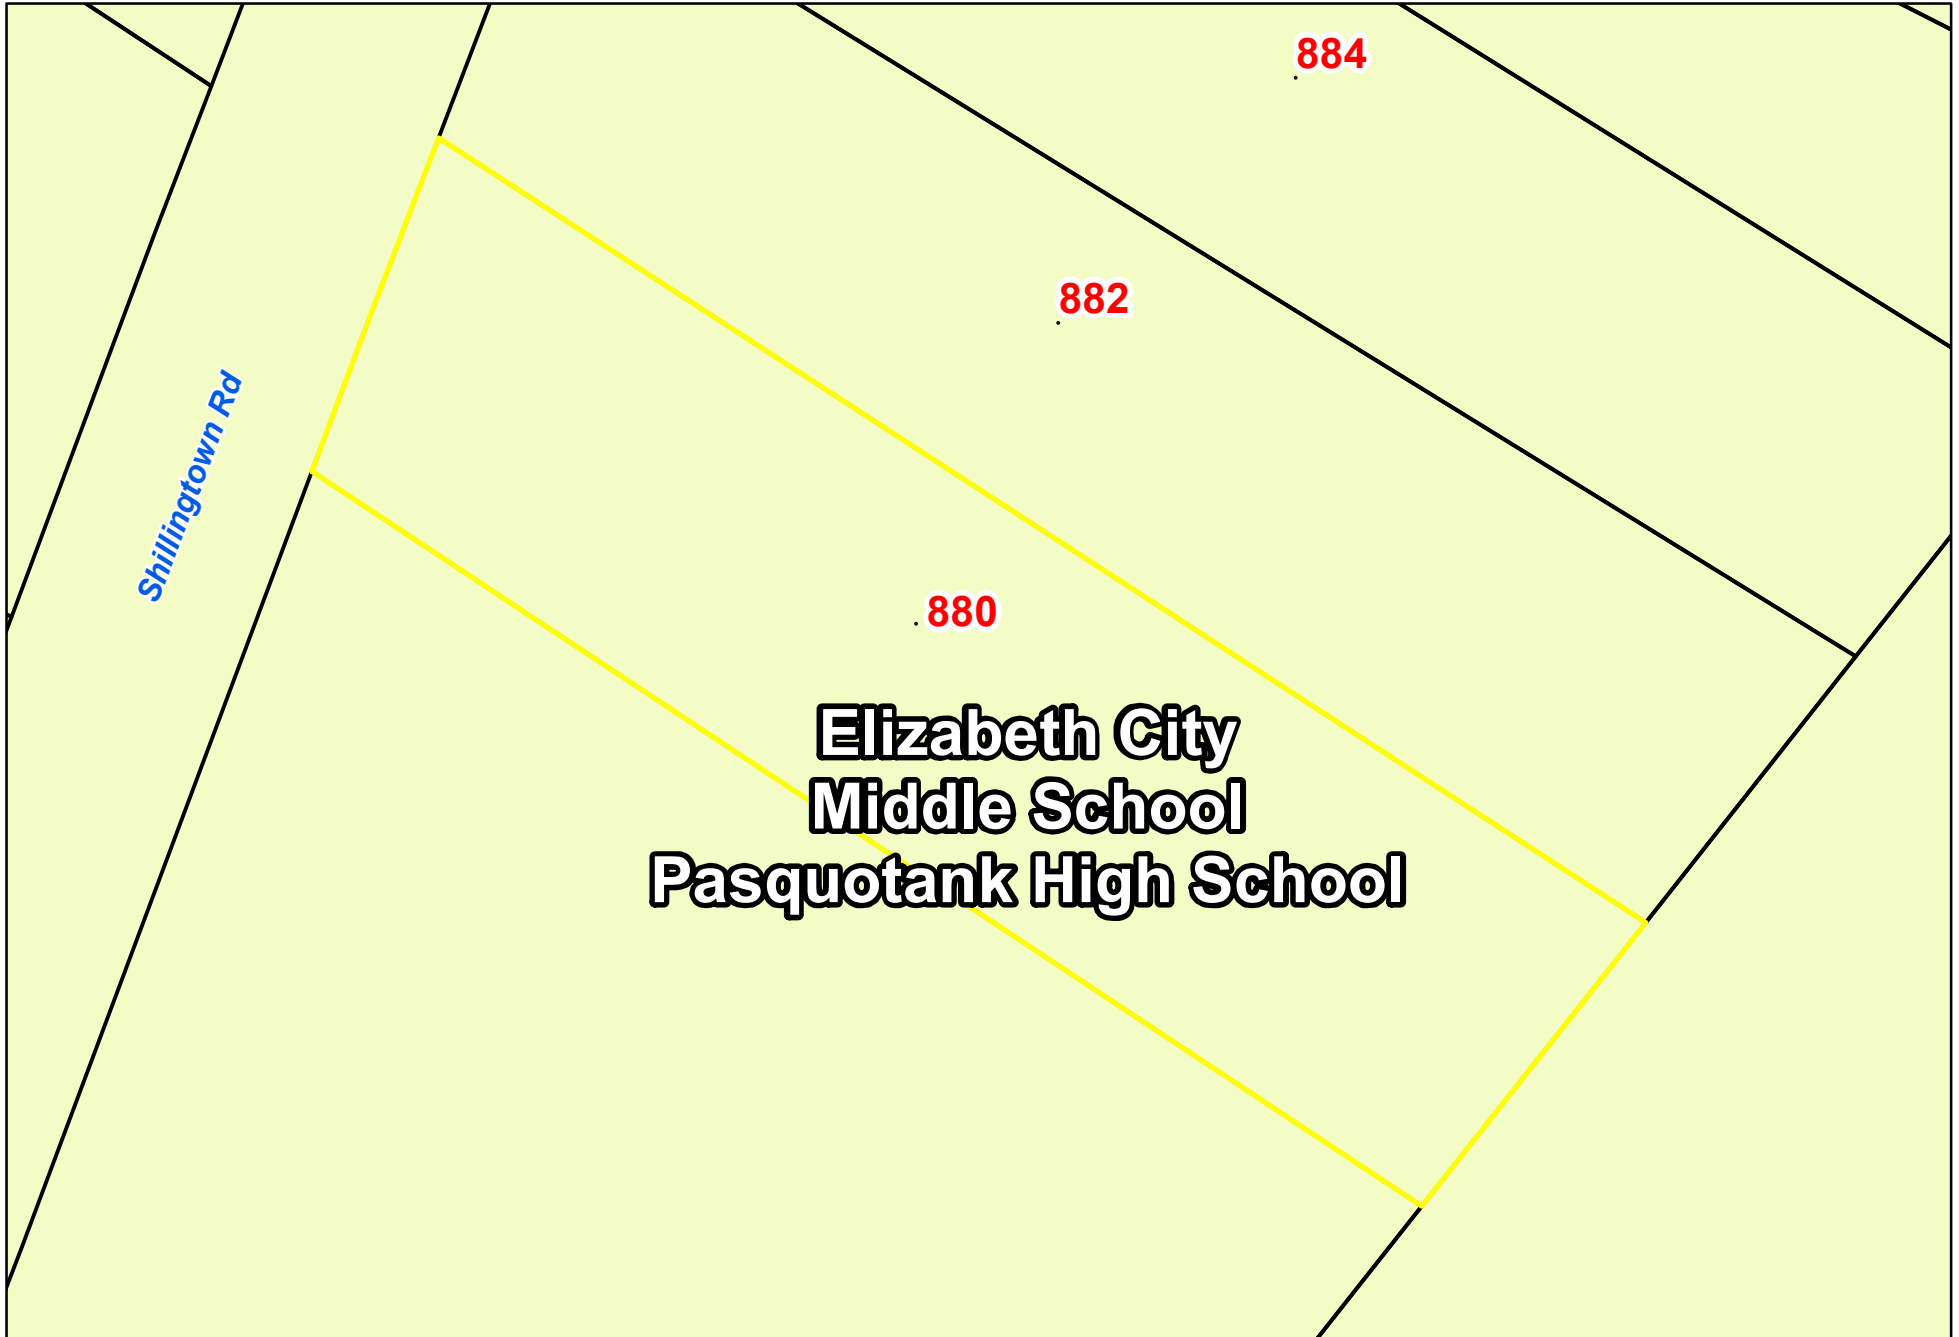 884
882
Shillingtown Rd
880
Elizabeth City
Middle School
Pasquotank High School